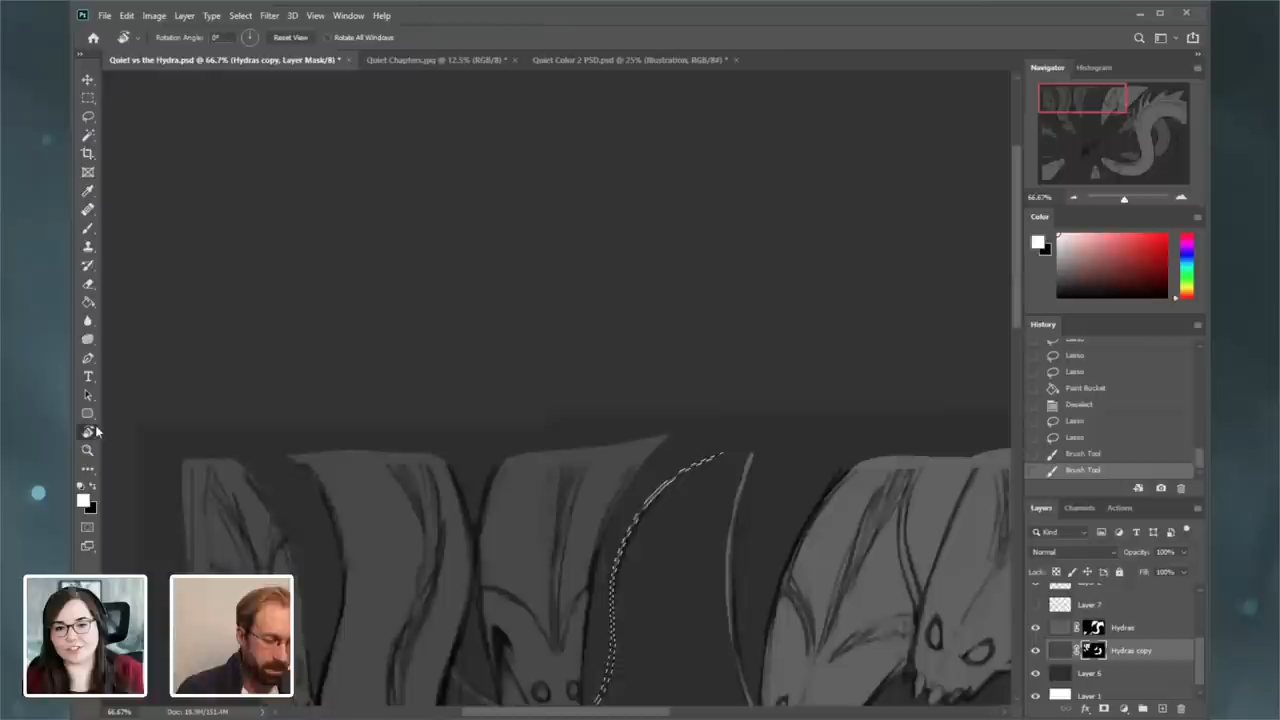 Ps File Edit Image Layer Type Select Filter 3D View Window Help
Rotation Angle: 0° Reset View Rotate All Windows
Quiet vs the Hydra.psd @ 66.7% (Hydras copy, Layer Mask/8) * × Quiet Chapters.jpg @ 12.5% (RGB/8) * × Quiet Color 2 PSD.psd @ 25% (Illustration, RGB/8#) * ×
Navigator Histogram
66.67%
Color
History
Lasso
Lasso
Lasso
Paint Bucket
Deselect
Lasso
Lasso
Brush Tool
Brush Tool
Layers Channels Actions
Kind
Normal Opacity: 100%
Lock: Fill: 100%
Layer 7
Hydras
Hydras copy
Layer 6
Layer 1
66.67%